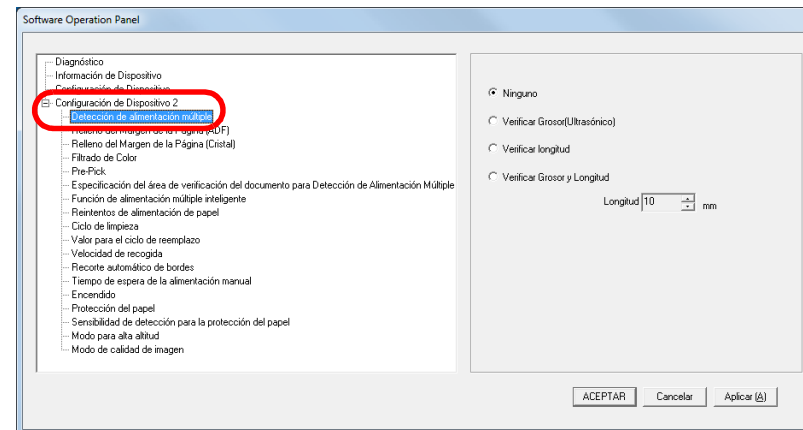 Software Operation Panel
Diagnóstico
Información de Dispositivo
Configuración de Dispositivo
Configuración de Dispositivo 2
Detección de alimentación múltiple
Relleno del Margen de la Página (ADF)
Relleno del Margen de la Página (Cristal)
Filtrado de Color
Pre-Pick
Especificación del área de verificación del documento para Detección de Alimentación Múltiple
Función de alimentación múltiple inteligente
Reintentos de alimentación de papel
Ciclo de limpieza
Valor para el ciclo de reemplazo
Velocidad de recogida
Recorte automático de bordes
Tiempo de espera de la alimentación manual
Encendido
Protección del papel
Sensibilidad de detección para la protección del papel
Modo para alta altitud
Modo de calidad de imagen
Ninguno
Verificar Grosor(Ultrasónico)
Verificar longitud
Verificar Grosor y Longitud
Longitud 10 mm
ACEPTAR Cancelar Aplicar (A)